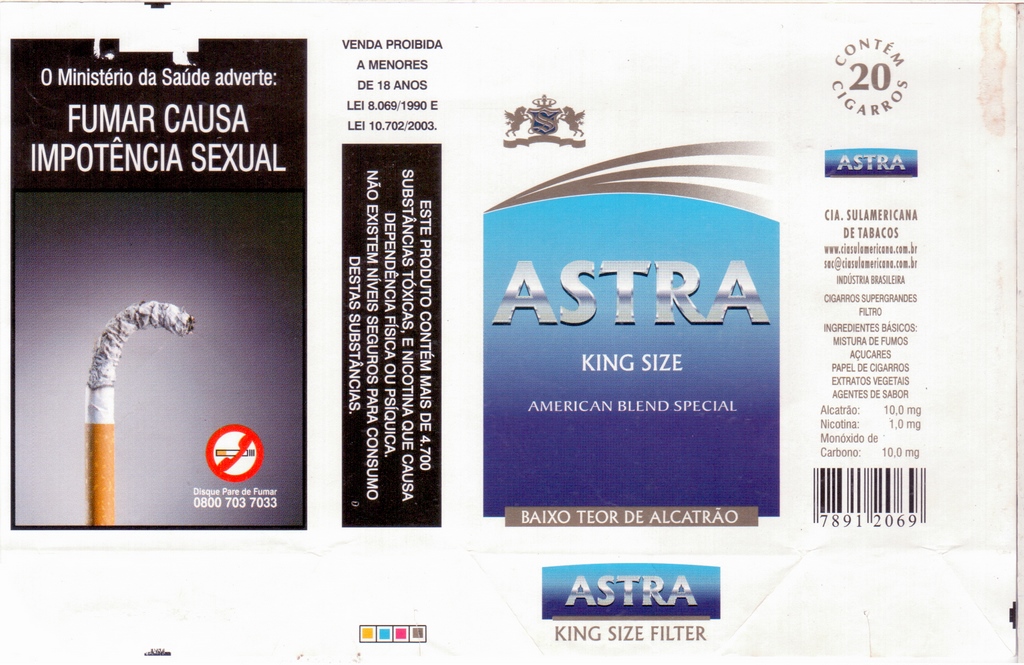 O Ministério da Saúde adverte:
FUMAR CAUSA
IMPOTÊNCIA SEXUAL
Disque Pare de Fumar
0800 703 7033
VENDA PROIBIDA
A MENORES
DE 18 ANOS
LEI 8.069/1990 E
LEI 10.702/2003.
ESTE PRODUTO CONTÉM MAIS DE 4.700
SUBSTÂNCIAS TÓXICAS, E NICOTINA QUE CAUSA
DEPENDÊNCIA FÍSICA OU PSÍQUICA.
NÃO EXISTEM NÍVEIS SEGUROS PARA CONSUMO
DESTAS SUBSTÂNCIAS.
S
ASTRA
KING SIZE
AMERICAN BLEND SPECIAL
BAIXO TEOR DE ALCATRÃO
ASTRA
KING SIZE FILTER
CONTÉM
20
CIGARROS
ASTRA
CIA. SULAMERICANA
DE TABACOS
www.ciasulamericana.com.br
sac@ciasulamericana.com.br
INDÚSTRIA BRASILEIRA
CIGARROS SUPERGRANDES
FILTRO
INGREDIENTES BÁSICOS:
MISTURA DE FUMOS
AÇUCARES
PAPEL DE CIGARROS
EXTRATOS VEGETAIS
AGENTES DE SABOR
Alcatrão: 10,0 mg
Nicotina: 1,0 mg
Monóxido de
Carbono: 10,0 mg
7891 2069